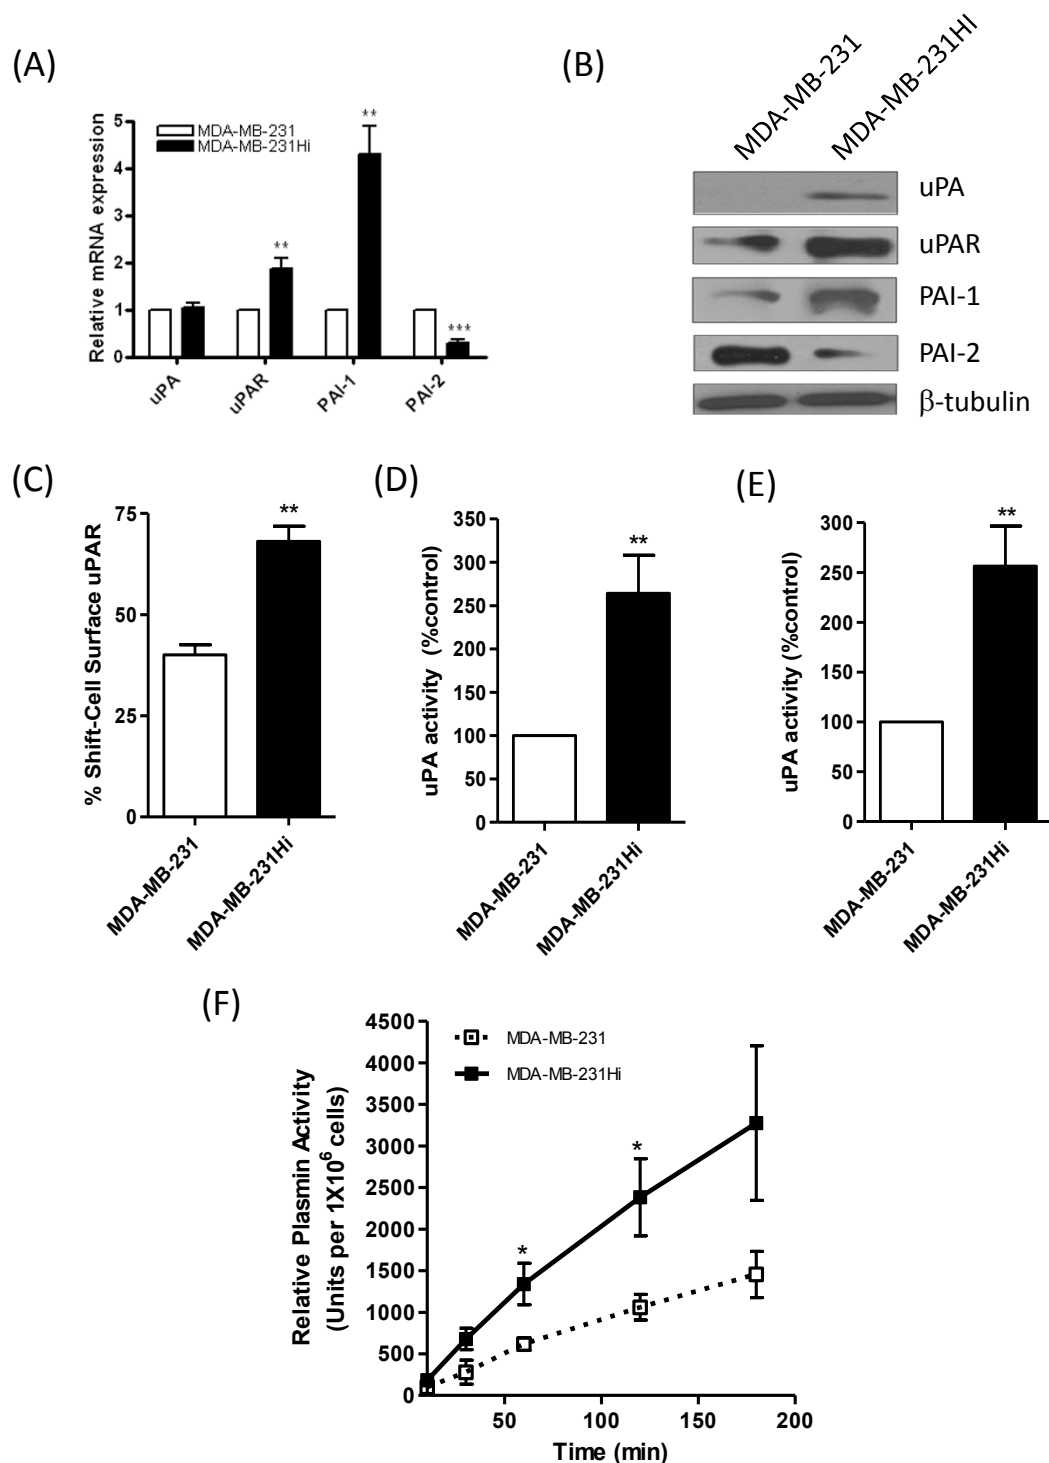 (A)
Relative mRNA expression
5
4
3
2
1
0
MDA-MB-231
MDA-MB-231Hi
**
**
***
uPA
uPAR
PAI-1
PAI-2
(B)
MDA-MB-231
MDA-MB-231HI
uPA
uPAR
PAI-1
PAI-2
β-tubulin
(C)
% Shift-Cell Surface uPAR
75
50
25
0
**
MDA-MB-231
MDA-MB-231Hi
(D)
uPA activity (%control)
350
300
250
200
150
100
50
0
**
MDA-MB-231
MDA-MB-231Hi
(E)
uPA activity (%control)
300
250
200
150
100
50
0
**
MDA-MB-231
MDA-MB-231Hi
(F)
Relative Plasmin Activity
(Units per 1X10⁶ cells)
4500
4000
3500
3000
2500
2000
1500
1000
500
0
MDA-MB-231
MDA-MB-231Hi
*
*
50
100
150
200
Time (min)